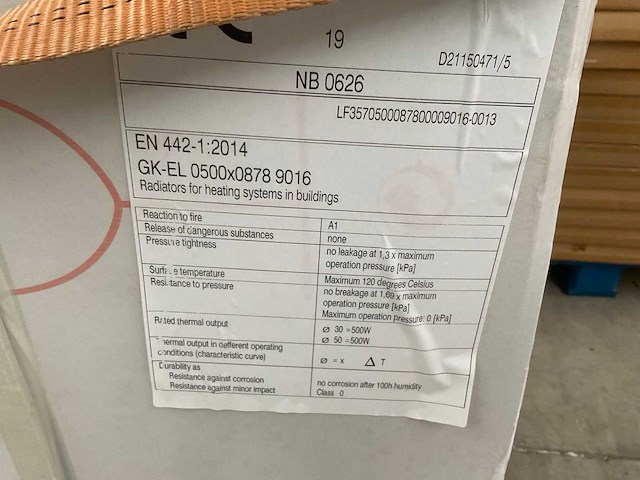 19
D21150471/5
NB 0626
LF3570500087800009016-0013
EN 442-1:2014
GK-EL 0500x0878 9016
Radiators for heating systems in buildings
Reaction to fire A1
Release of dangerous substances none
Pressure tightness no leakage at 1,3 x maximum
operation pressure [kPa]
Surface temperature Maximum 120 degrees Celsius
Resistance to pressure no breakage at 1,69 x maximum
operation pressure [kPa]
Maximum operation pressure: 0 [kPa]
Rated thermal output ⌀ 30 =500W
⌀ 50 =500W
Thermal output in defferent operating
conditions (characteristic curve) ⌀ = x Δ T
Durability as
Resistance against corrosion no corrosion after 100h humidity
Resistance against minor impact Class 0